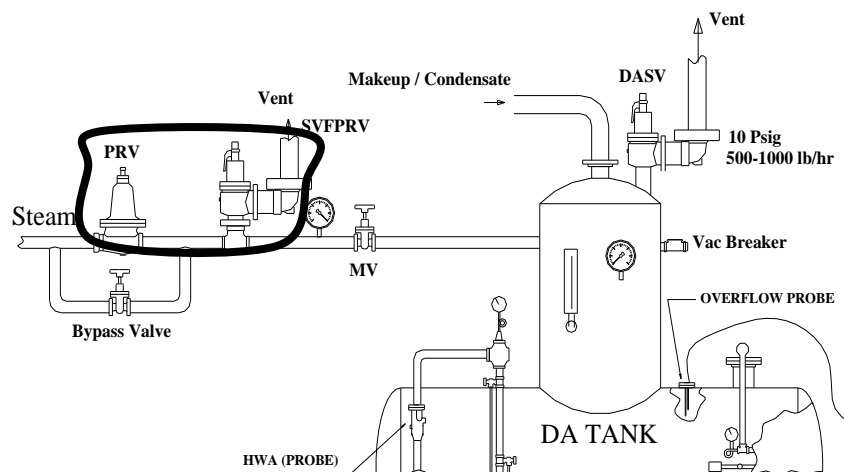 Vent
Makeup / Condensate
DASV
Vent
SVFPRV
PRV
10 Psig
500-1000 lb/hr
Steam
MV
Vac Breaker
Bypass Valve
OVERFLOW PROBE
DA TANK
HWA (PROBE)